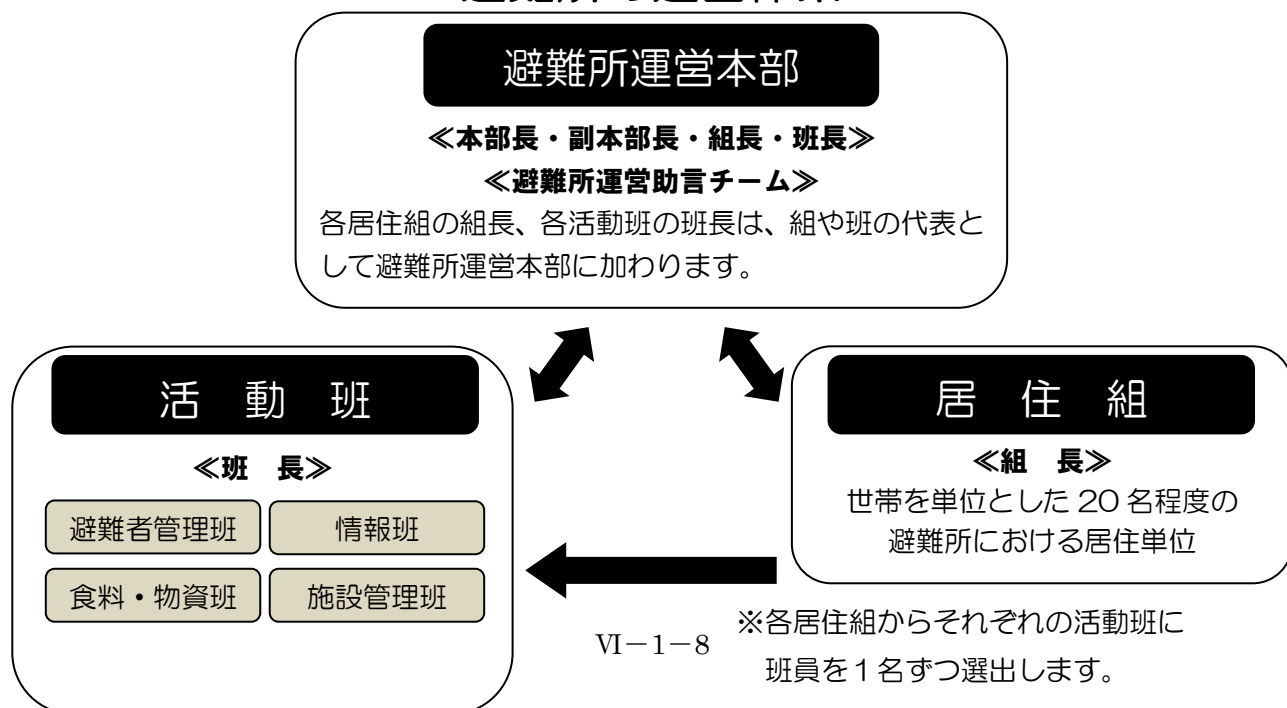 避難所運営本部
≪本部長・副本部長・組長・班長≫
≪避難所運営助言チーム≫
各居住組の組長、各活動班の班長は、組や班の代表と
して避難所運営本部に加わります。
活 動 班
≪班 長≫
避難者管理班
情報班
食料・物資班
施設管理班
居 住 組
≪組 長≫
世帯を単位とした 20 名程度の
避難所における居住単位
※各居住組からそれぞれの活動班に
班員を1名ずつ選出します。
Ⅵ－1－8